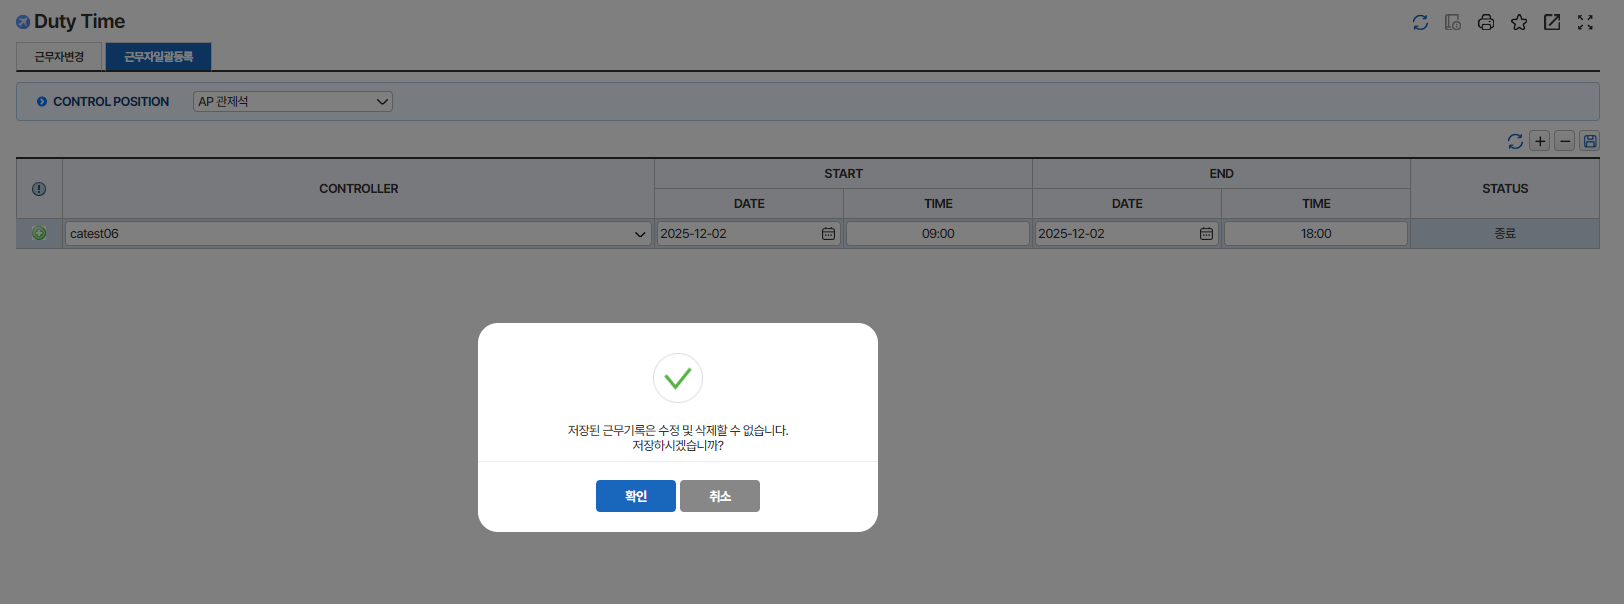 Duty Time
근무자변경
근무자일괄등록
CONTROL POSITION
AP 관제석
CONTROLLER
START
END
STATUS
DATE
TIME
DATE
TIME
catest06
2025-12-02
09:00
2025-12-02
18:00
종료
저장된 근무기록은 수정 및 삭제할 수 없습니다.
저장하시겠습니까?
확인
취소